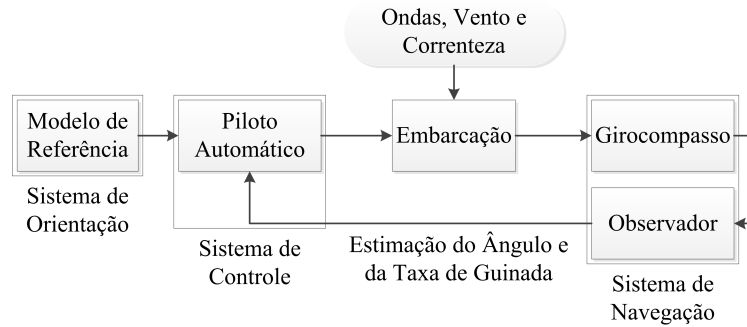 Ondas, Vento e
Correnteza
Modelo de
Referência
Piloto
Automático
Embarcação
Girocompasso
Sistema de
Orientação
Observador
Sistema de
Controle
Estimação do Ângulo e
da Taxa de Guinada
Sistema de
Navegação